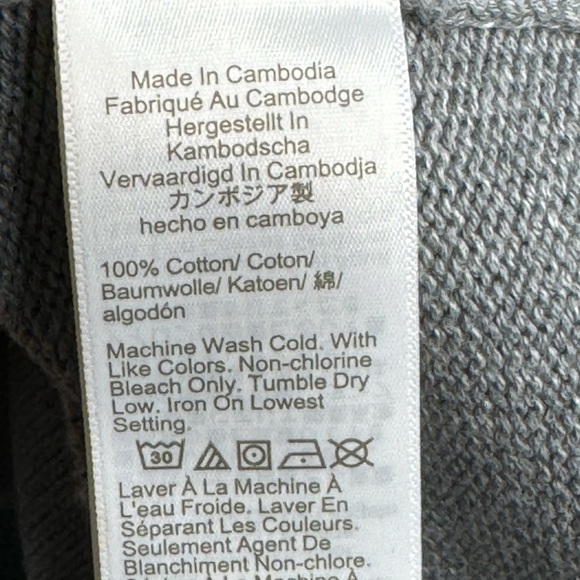 Made In Cambodia
Fabriqué Au Cambodge
Hergestellt In
Kambodscha
Vervaardigd In Cambodja
カンボジア製
hecho en camboya
100% Cotton/ Coton/
Baumwolle/ Katoen/ 綿/
algodón
Machine Wash Cold. With
Like Colors. Non-chlorine
Bleach Only. Tumble Dry
Low. Iron On Lowest
Setting.
30
Laver À La Machine À
L'eau Froide. Laver En
Séparant Les Couleurs.
Seulement Agent De
Blanchiment Non-chlore.